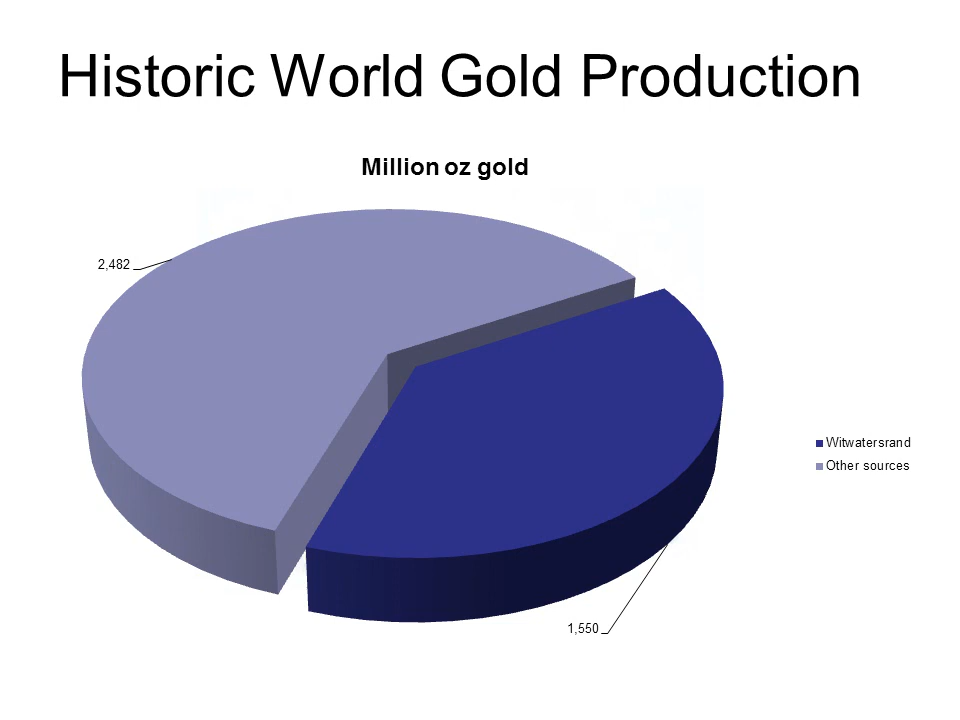 Historic World Gold Production
Million oz gold
2,482
Witwatersrand
Other sources
1,550